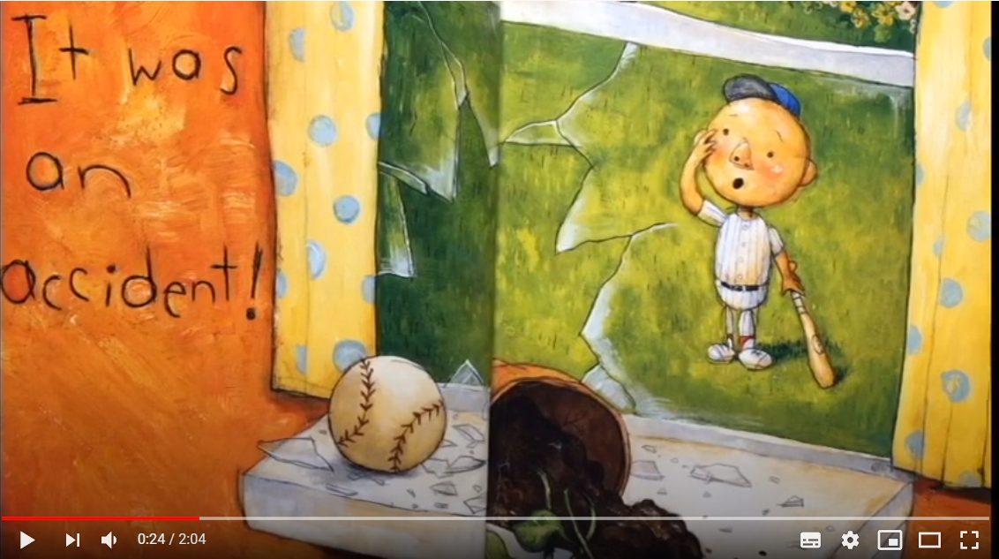 It was
an
accident!
0:24 / 2:04